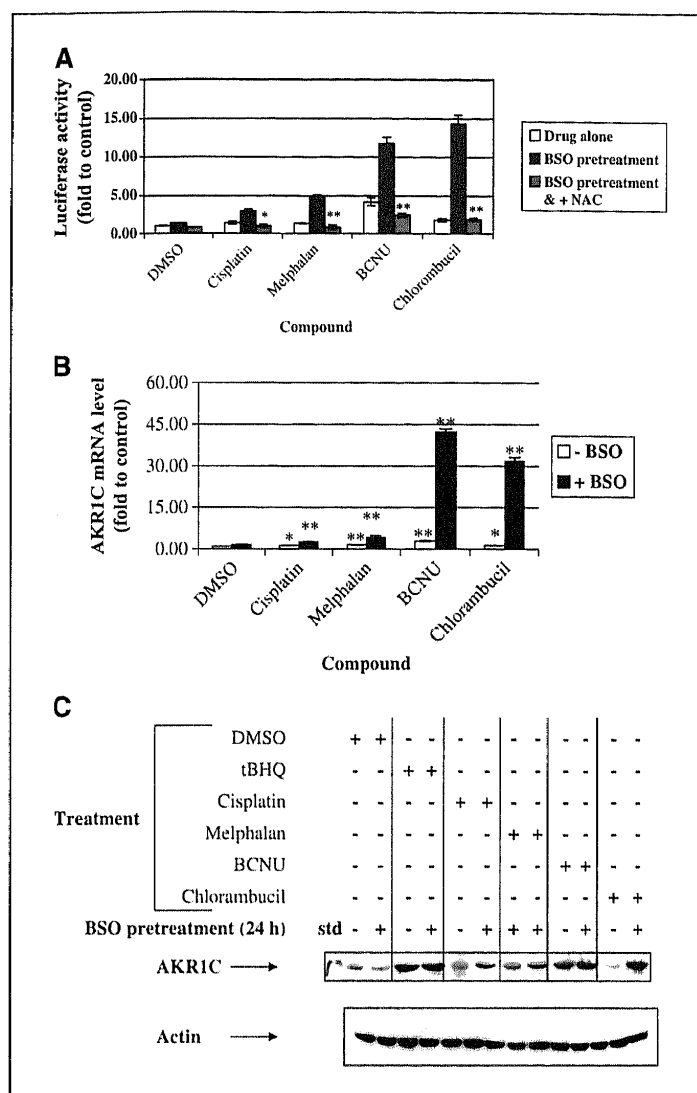 A
Luciferase activity
(fold to control)
20.00
15.00
10.00
5.00
0.00
* ** ** **
DMSO
Cisplatin
Melphalan
BCNU
Chlorombucil
Compound
Drug alone
BSO pretreatment
BSO pretreatment
& + NAC
B
AKR1C mRNA level
(fold to control)
60.00
45.00
30.00
15.00
0.00
* ** ** ** ** ** * **
DMSO
Cisplatin
Melphalan
BCNU
Chlorambucil
Compound
- BSO
+ BSO
C
Treatment
DMSO + + - - - - - - - - - -
tBHQ - - + + - - - - - - - -
Cisplatin - - - - + + - - - - - -
Melphalan - - - - - - + + - - - -
BCNU - - - - - - - - + + - -
Chlorambucil - - - - - - - - - - + +
BSO pretreatment (24 h) std - + - + - + + + - + - +
AKR1C
Actin